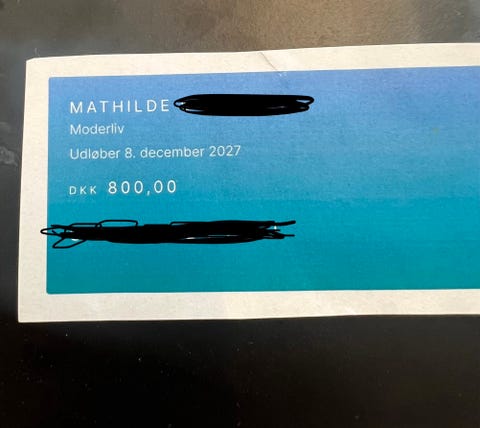 MATHILDE
Moderliv
Udløber 8. december 2027
DKK 800,00